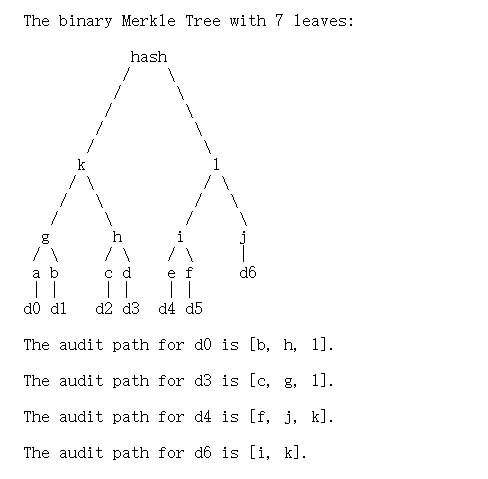 The binary Merkle Tree with 7 leaves:
hash
k l
g h i j
a b c d e f d6
d0 d1 d2 d3 d4 d5
The audit path for d0 is [b, h, l].
The audit path for d3 is [c, g, l].
The audit path for d4 is [f, j, k].
The audit path for d6 is [i, k].